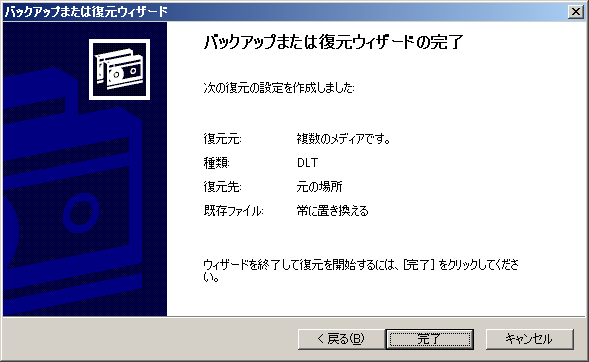 バックアップまたは復元ウィザード
バックアップまたは復元ウィザードの完了
次の復元の設定を作成しました:
復元元: 複数のメディアです。
種類: DLT
復元先: 元の場所
既存ファイル: 常に置き換える
ウィザードを終了して復元を開始するには、[完了] をクリックしてくださ
い。
< 戻る(B) 完了 キャンセル